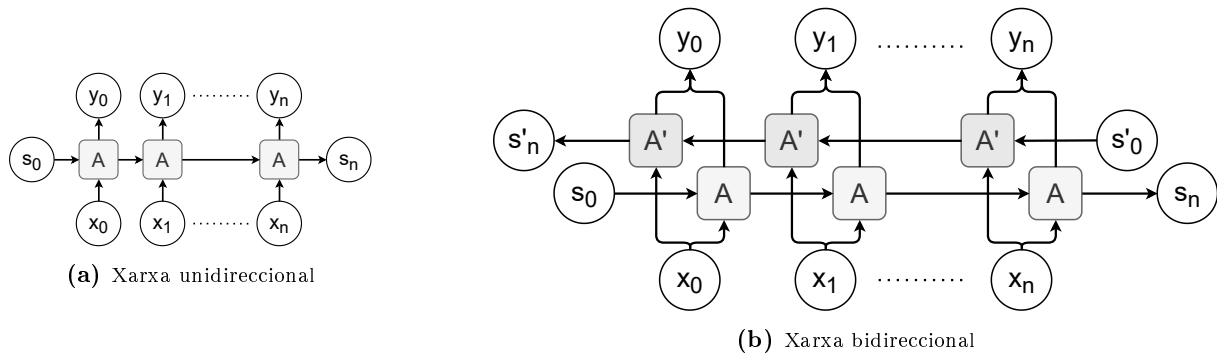 y0 y1 ......... yn
s0 A A A sn
x0 x1 ......... xn
(a) Xarxa unidireccional
y0 y1 .......... yn
s'n A' A' A' s'0
s0 A A A sn
x0 x1 .......... xn
(b) Xarxa bidireccional